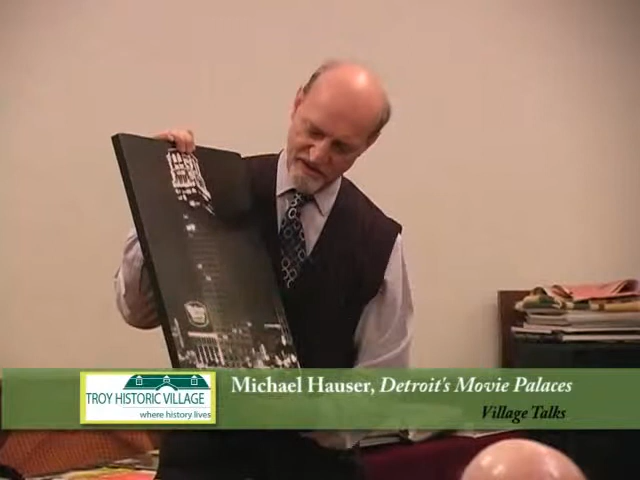 Michael Hauser, Detroit's Movie Palaces
TROY HISTORIC VILLAGE
where history lives
Village Talks